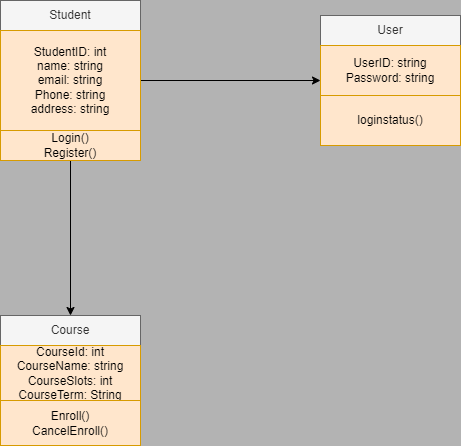 Student
StudentID: int
name: string
email: string
Phone: string
address: string
Login()
Register()
User
UserID: string
Password: string
loginstatus()
Course
CourseId: int
CourseName: string
CourseSlots: int
CourseTerm: String
Enroll()
CancelEnroll()